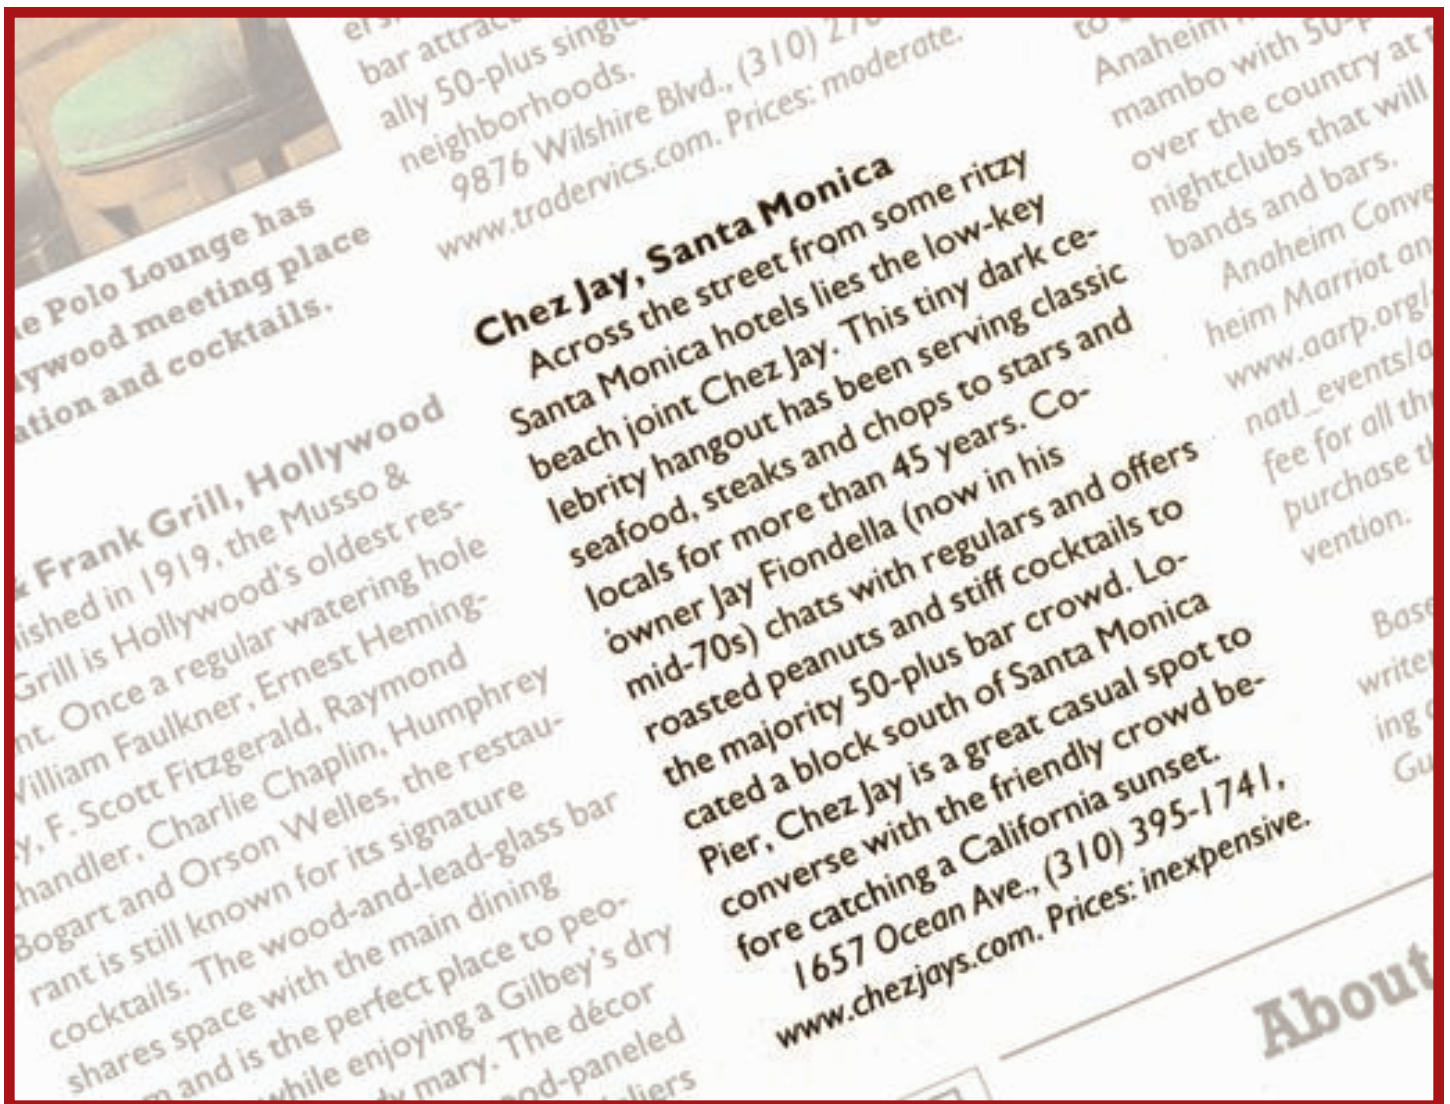 bar attrac
ally 50-plus single
neighborhoods.
9876 Wilshire Blvd., (310) 27
www.tradervics.com. Prices: moderate.
Polo Lounge has
meeting place
and cocktails.
& Frank Grill, Hollywood
in 1919, the Musso &
Grill is Hollywood's oldest res-
Once a regular watering hole
William Faulkner, Ernest Heming-
F. Scott Fitzgerald, Raymond
Charlie Chaplin, Humphrey
Bogart and Orson Welles, the restau-
rant is still known for its signature
cocktails. The wood-and-lead-glass bar
shares space with the main dining
and is the perfect place to peo-
while enjoying a Gilbey's dry
mary. The décor
od-paneled
liers
Chez Jay, Santa Monica
Across the street from some ritzy
Santa Monica hotels lies the low-key
beach joint Chez Jay. This tiny dark ce-
lebrity hangout has been serving classic
seafood, steaks and chops to stars and
locals for more than 45 years. Co-
owner Jay Fiondella (now in his
mid-70s) chats with regulars and offers
roasted peanuts and stiff cocktails to
the majority 50-plus bar crowd. Lo-
cated a block south of Santa Monica
Pier, Chez Jay is a great casual spot to
converse with the friendly crowd be-
fore catching a California sunset.
1657 Ocean Ave., (310) 395-1741,
www.chezjays.com. Prices: inexpensive.
Anaheim
mambo with 50-p
over the country at
nightclubs that will
bands and bars.
Anaheim Conve
heim Marriot an
www.aarp.org/
natl_events/a
fee for all th
purchase th
vention.
Base
write
ing
Gu
About